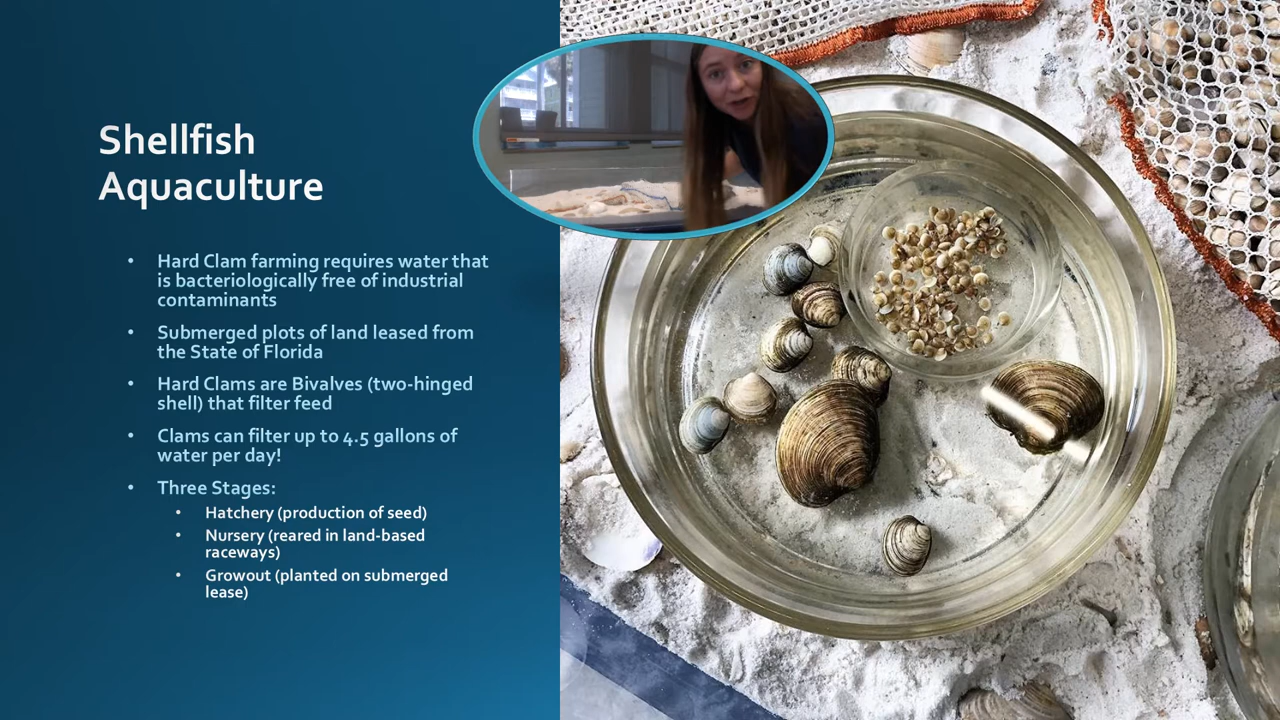 Shellfish
Aquaculture
• Hard Clam farming requires water that
is bacteriologically free of industrial
contaminants
• Submerged plots of land leased from
the State of Florida
• Hard Clams are Bivalves (two-hinged
shell) that filter feed
• Clams can filter up to 4.5 gallons of
water per day!
• Three Stages:
• Hatchery (production of seed)
• Nursery (reared in land-based
raceways)
• Growout (planted on submerged
lease)